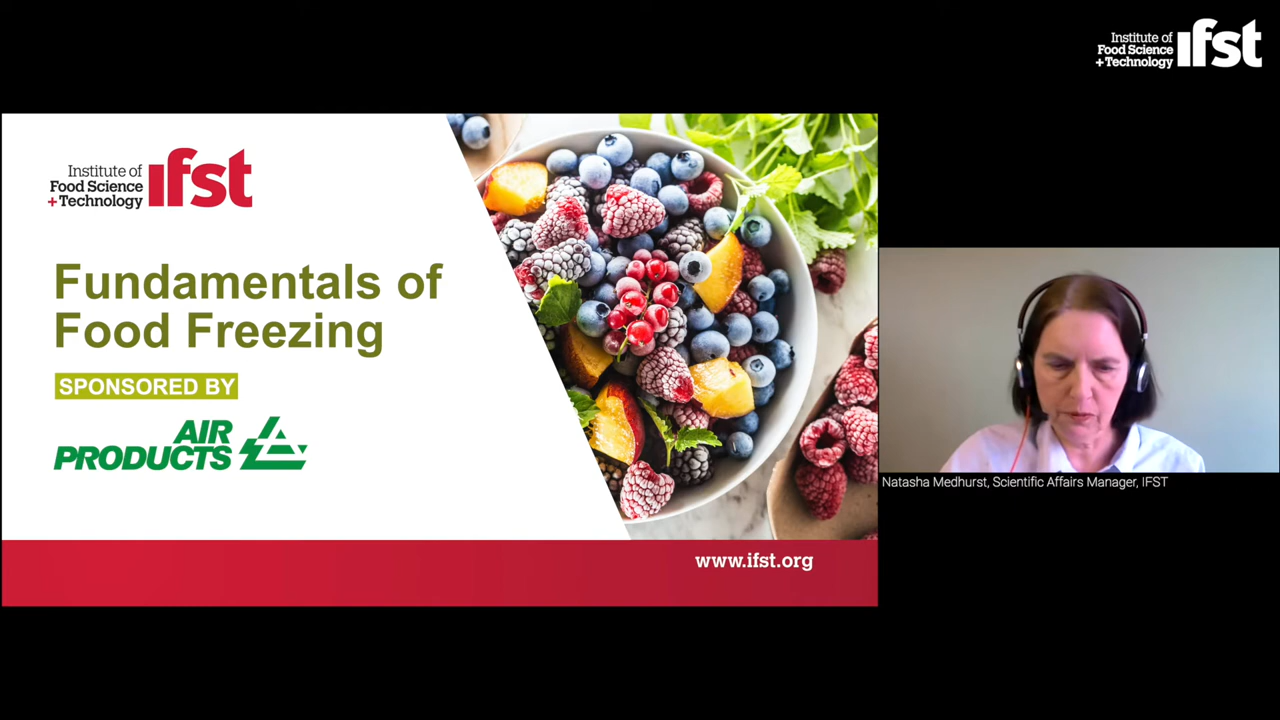 Institute of
Food Science
+Technology
ifst
Institute of
Food Science
+Technology
ifst
Fundamentals of
Food Freezing
SPONSORED BY
AIR
PRODUCTS
www.ifst.org
Natasha Medhurst, Scientific Affairs Manager, IFST